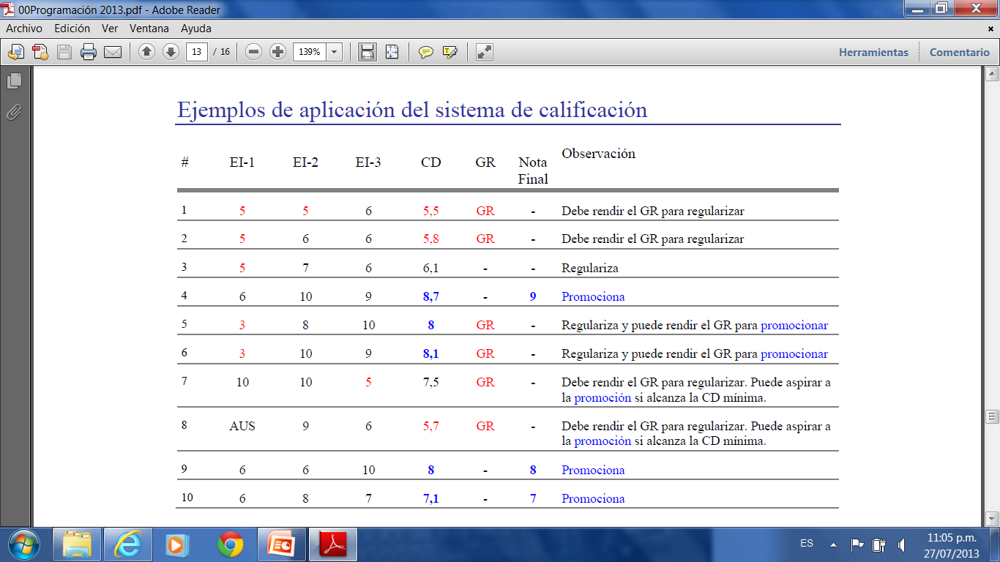 00Programación 2013.pdf - Adobe Reader
Archivo Edición Ver Ventana Ayuda
13 / 16 139% Herramientas Comentario
Ejemplos de aplicación del sistema de calificación
# EI-1 EI-2 EI-3 CD GR Nota Final Observación
1 5 5 6 5,5 GR - Debe rendir el GR para regularizar
2 5 6 6 5,8 GR - Debe rendir el GR para regularizar
3 5 7 6 6,1 - - Regulariza
4 6 10 9 8,7 - 9 Promociona
5 3 8 10 8 GR - Regulariza y puede rendir el GR para promocionar
6 3 10 9 8,1 GR - Regulariza y puede rendir el GR para promocionar
7 10 10 5 7,5 GR - Debe rendir el GR para regularizar. Puede aspirar a
la promoción si alcanza la CD mínima.
8 AUS 9 6 5,7 GR - Debe rendir el GR para regularizar. Puede aspirar a
la promoción si alcanza la CD mínima.
9 6 6 10 8 - 8 Promociona
10 6 8 7 7,1 - 7 Promociona
ES 11:05 p.m.
27/07/2013